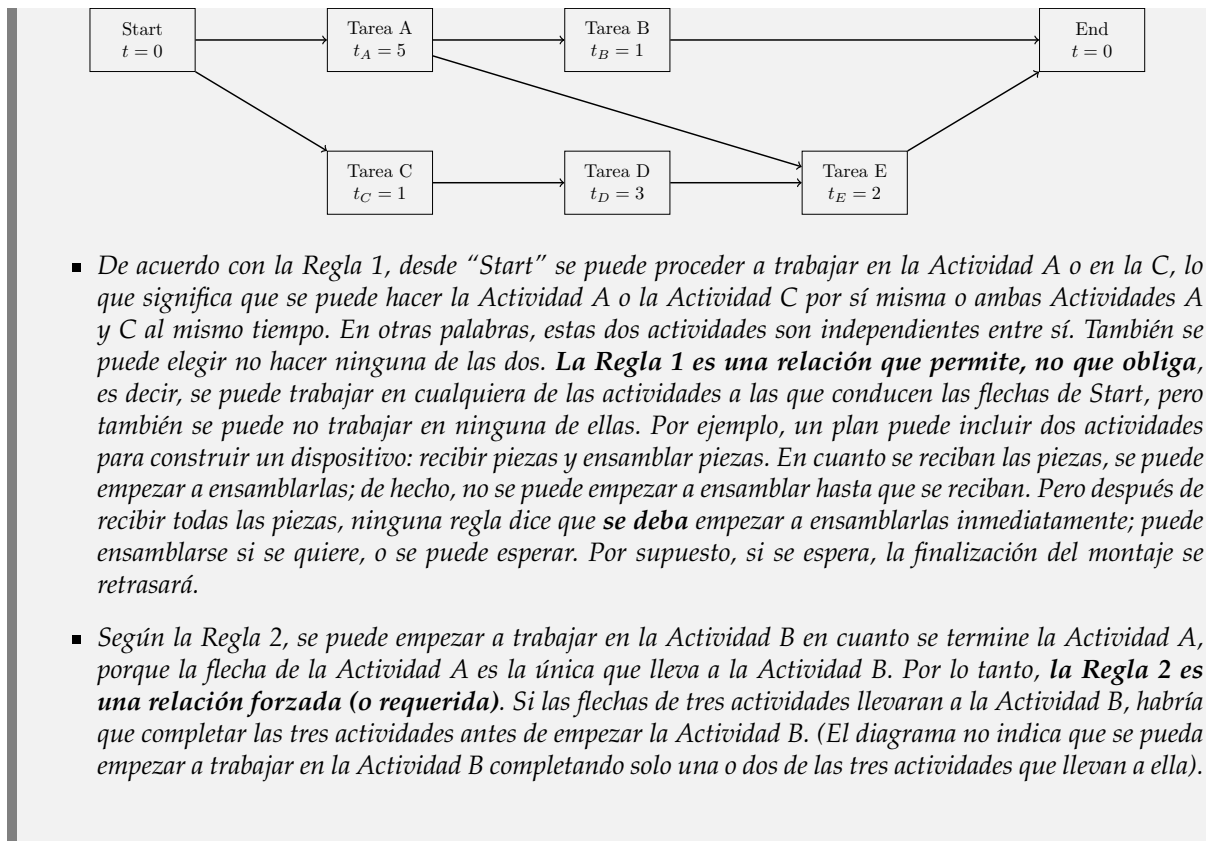 Start
t = 0
Tarea A
t_A = 5
Tarea B
t_B = 1
End
t = 0
Tarea C
t_C = 1
Tarea D
t_D = 3
Tarea E
t_E = 2
▪ De acuerdo con la Regla 1, desde “Start” se puede proceder a trabajar en la Actividad A o en la C, lo
que significa que se puede hacer la Actividad A o la Actividad C por sí misma o ambas Actividades A
y C al mismo tiempo. En otras palabras, estas dos actividades son independientes entre sí. También se
puede elegir no hacer ninguna de las dos. La Regla 1 es una relación que permite, no que obliga,
es decir, se puede trabajar en cualquiera de las actividades a las que conducen las flechas de Start, pero
también se puede no trabajar en ninguna de ellas. Por ejemplo, un plan puede incluir dos actividades
para construir un dispositivo: recibir piezas y ensamblar piezas. En cuanto se reciban las piezas, se puede
empezar a ensamblarlas; de hecho, no se puede empezar a ensamblar hasta que se reciban. Pero después de
recibir todas las piezas, ninguna regla dice que se deba empezar a ensamblarlas inmediatamente; puede
ensamblarse si se quiere, o se puede esperar. Por supuesto, si se espera, la finalización del montaje se
retrasará.
▪ Según la Regla 2, se puede empezar a trabajar en la Actividad B en cuanto se termine la Actividad A,
porque la flecha de la Actividad A es la única que lleva a la Actividad B. Por lo tanto, la Regla 2 es
una relación forzada (o requerida). Si las flechas de tres actividades llevaran a la Actividad B, habría
que completar las tres actividades antes de empezar la Actividad B. (El diagrama no indica que se pueda
empezar a trabajar en la Actividad B completando solo una o dos de las tres actividades que llevan a ella).